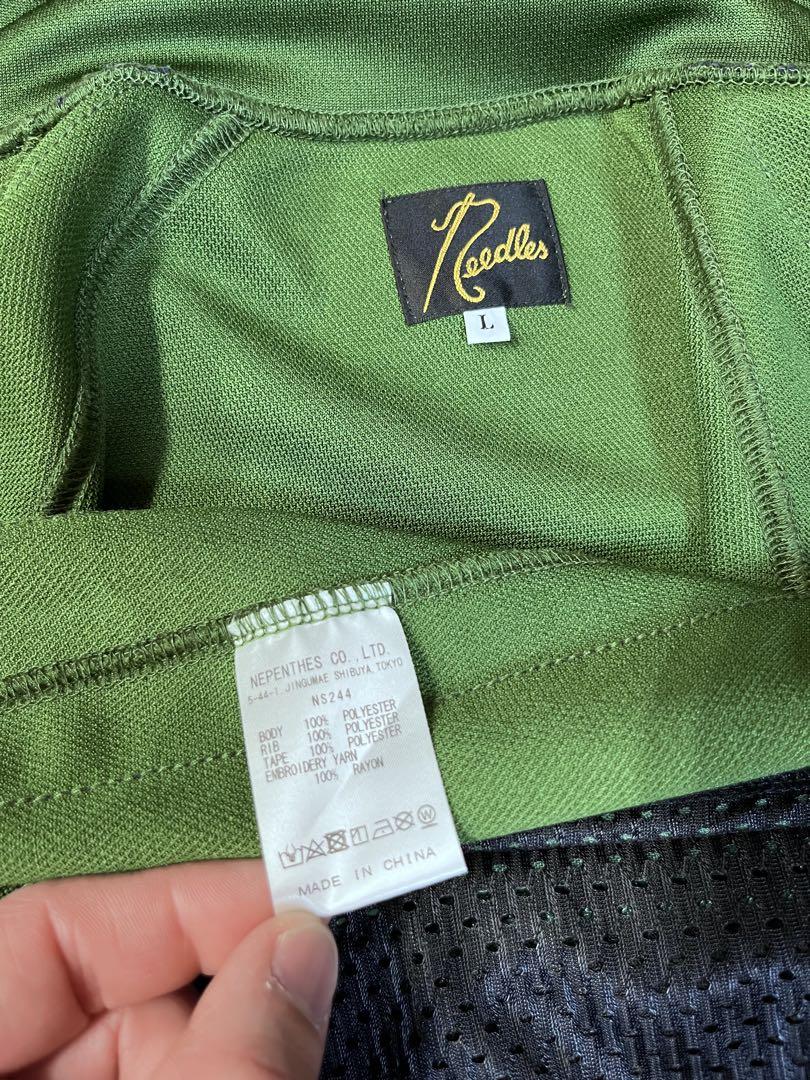 Needles
L
NEPENTHES CO.,LTD.
5-44-1,JINGUMAE SHIBUYA,TOKYO
NS244
BODY 100% POLYESTER
RIB 100% POLYESTER
TAPE 100% POLYESTER
EMBROIDERY YARN
100% RAYON
W
MADE IN CHINA